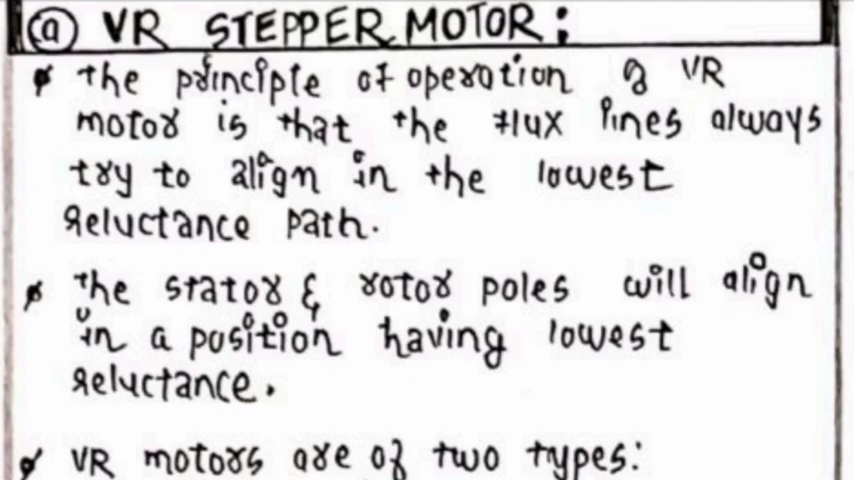 (a) VR STEPPER MOTOR:
• the principle of operation of VR
motor is that the flux lines always
try to align in the lowest
reluctance path.
• the stator & rotor poles will align
in a position having lowest
reluctance.
• VR motors are of two types: